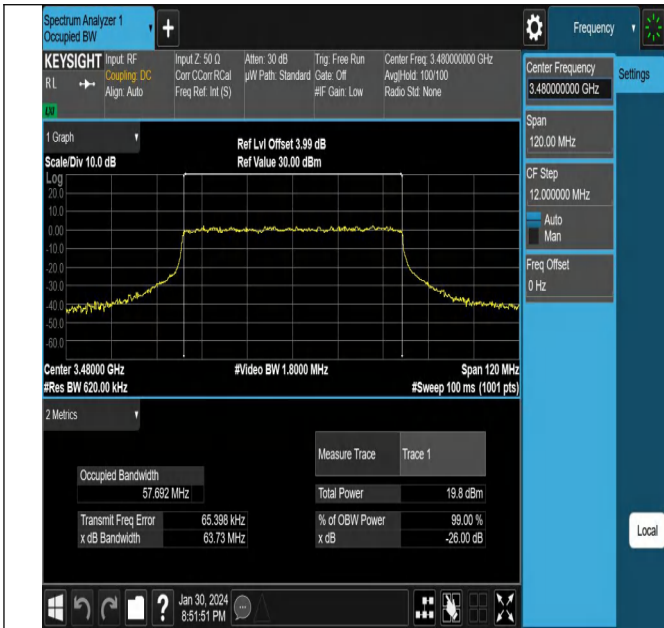 Spectrum Analyzer 1
Occupied BW
Frequency
KEYSIGHT Input: RF Input Z: 50 Ω Atten: 30 dB Trig: Free Run Center Freq: 3.480000000 GHz
RL Coupling: DC Corr CCorr RCal µW Path: Standard Gate: Off Avg|Hold: 100/100
Align: Auto Freq Ref: Int (S) #IF Gain: Low Radio Std: None
LXI
Center Frequency
3.480000000 GHz
Settings
Span
120.00 MHz
CF Step
12.000000 MHz
Auto
Man
Freq Offset
0 Hz
1 Graph
Ref Lvl Offset 3.99 dB
Scale/Div 10.0 dB Ref Value 30.00 dBm
Log
20.0
10.0
0.00
-10.0
-20.0
-30.0
-40.0
-50.0
-60.0
Center 3.48000 GHz #Video BW 1.8000 MHz Span 120 MHz
#Res BW 620.00 kHz #Sweep 100 ms (1001 pts)
2 Metrics
Measure Trace Trace 1
Occupied Bandwidth
57.692 MHz
Total Power 19.8 dBm
Transmit Freq Error 65.398 kHz % of OBW Power 99.00 %
x dB Bandwidth 63.73 MHz x dB -26.00 dB
Local
? Jan 30, 2024
8:51:51 PM